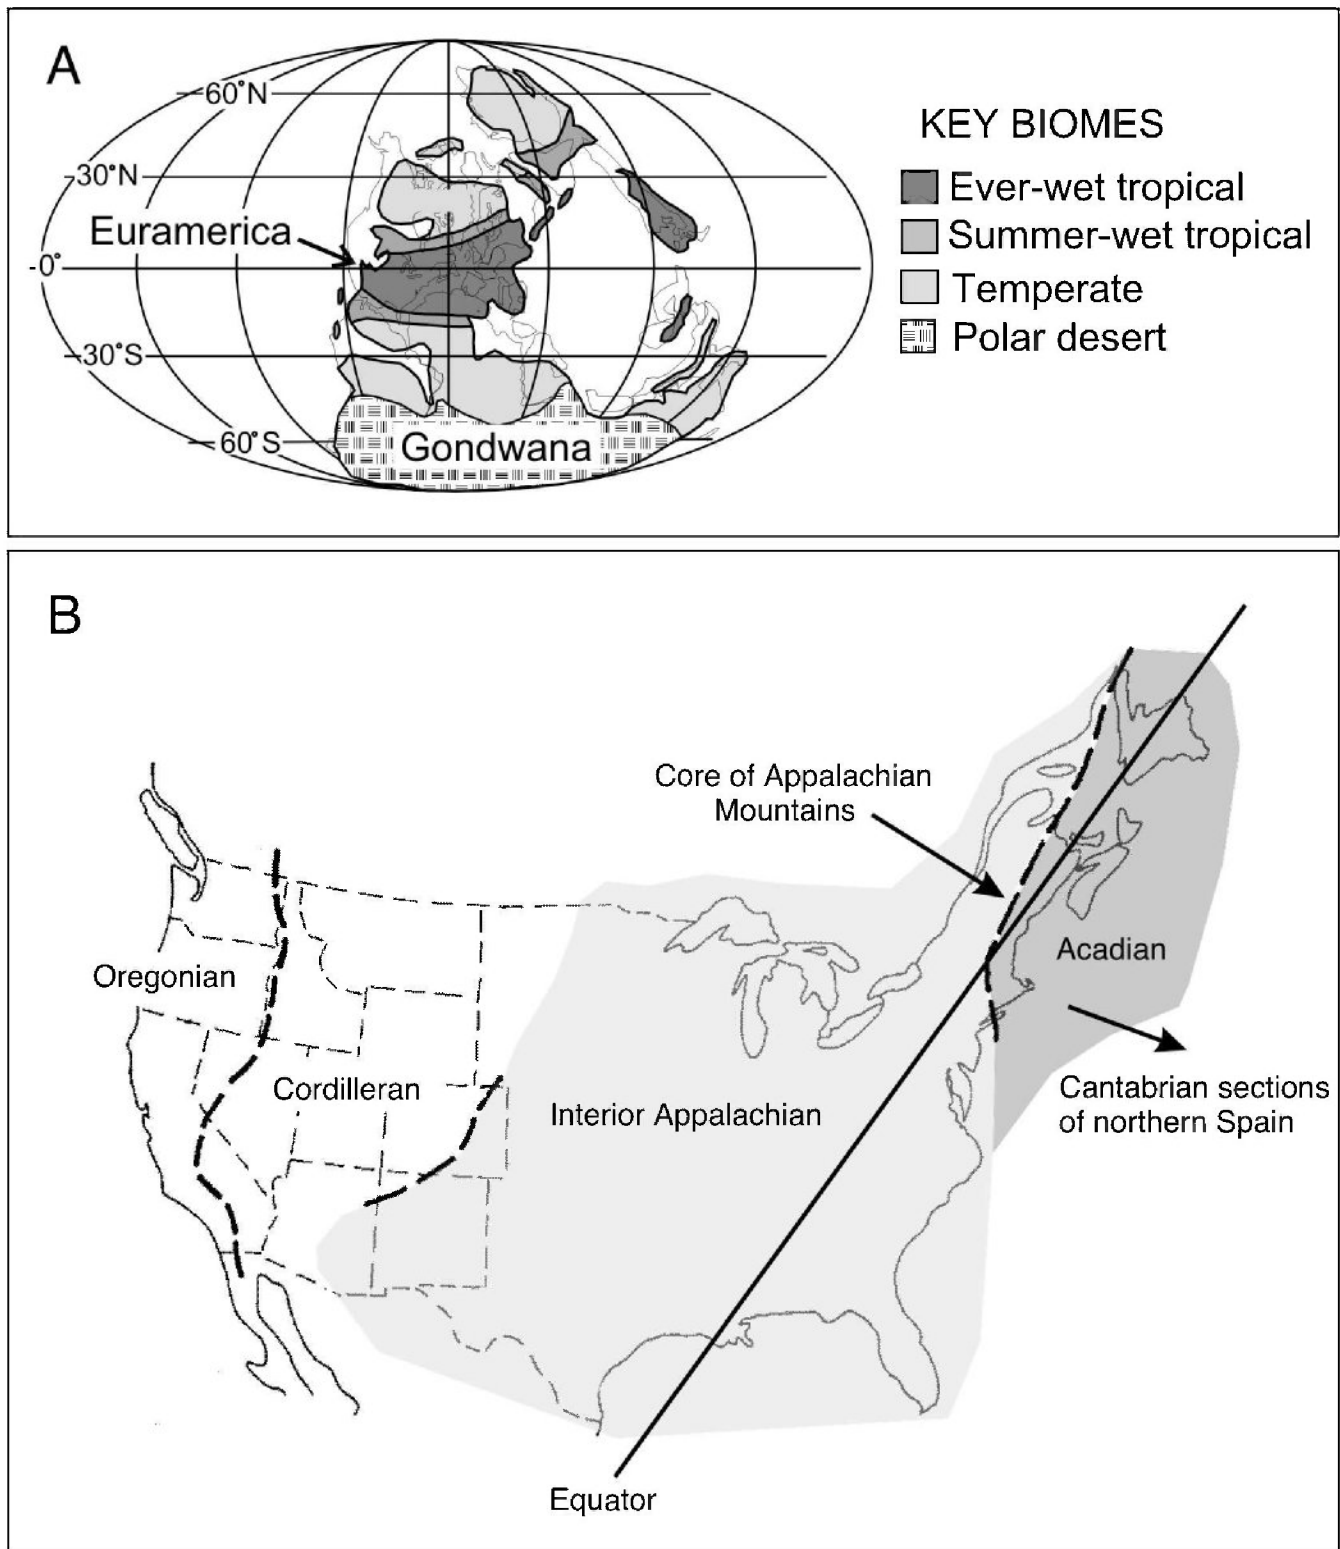 A
60°N
30°N
Euramerica
-0°
30°S
60°S
Gondwana
KEY BIOMES
Ever-wet tropical
Summer-wet tropical
Temperate
Polar desert
B
Core of Appalachian
Mountains
Oregonian
Acadian
Cordilleran
Interior Appalachian
Cantabrian sections
of northern Spain
Equator